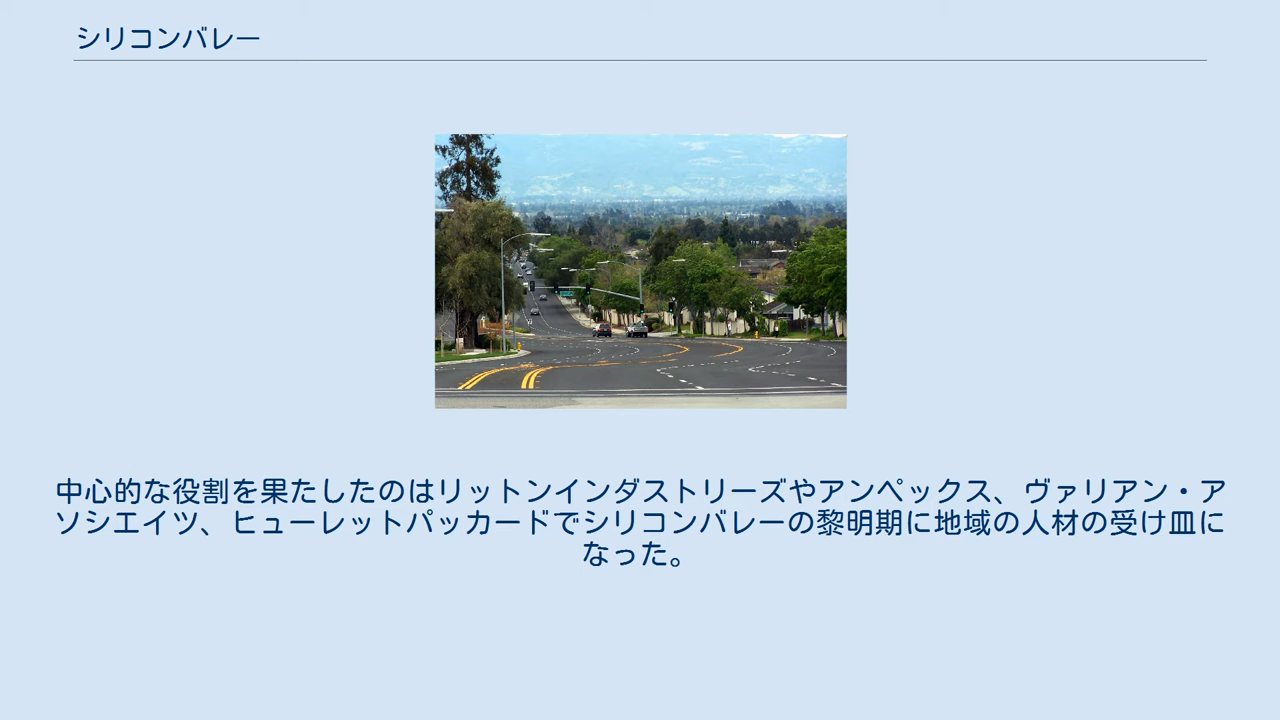 シリコンバレー
中心的な役割を果たしたのはリットンインダストリーズやアンペックス、ヴァリアン・ア
ソシエイツ、ヒューレットパッカードでシリコンバレーの黎明期に地域の人材の受け皿に
なった。